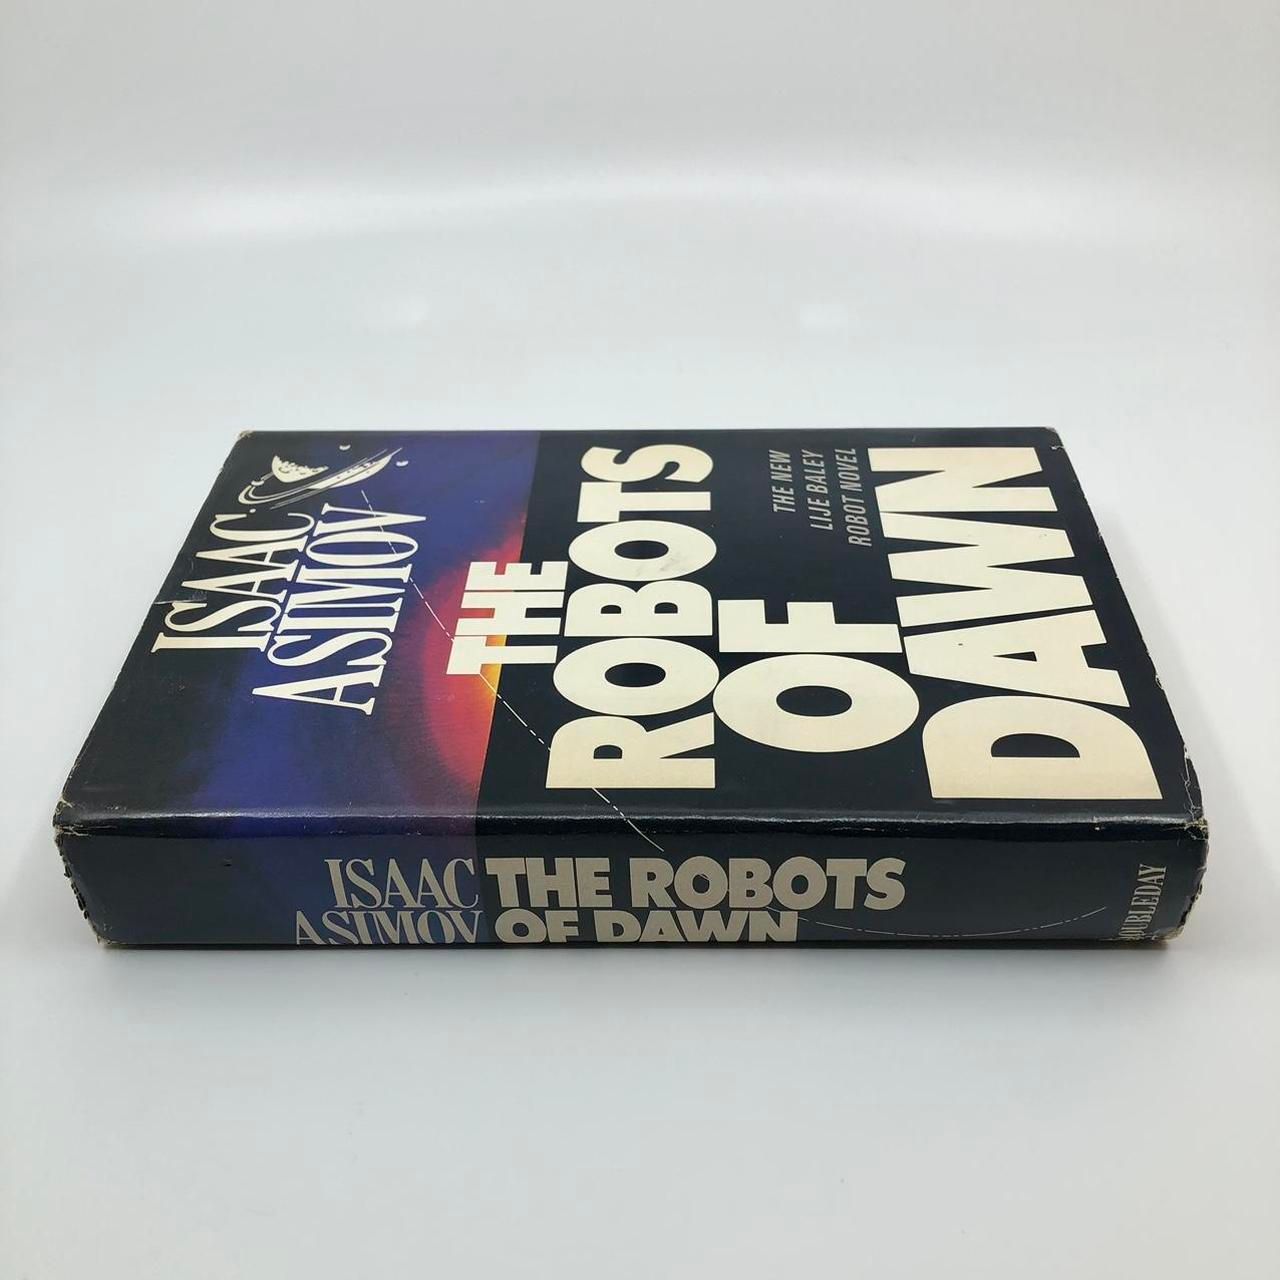 ISAAC
ASIMOV
THE
ROBOTS
OF
DAWN
THE NEW
LIJE BALEY
ROBOT NOVEL
ISAAC
ASIMOV
THE ROBOTS
OF DAWN
DOUBLEDAY